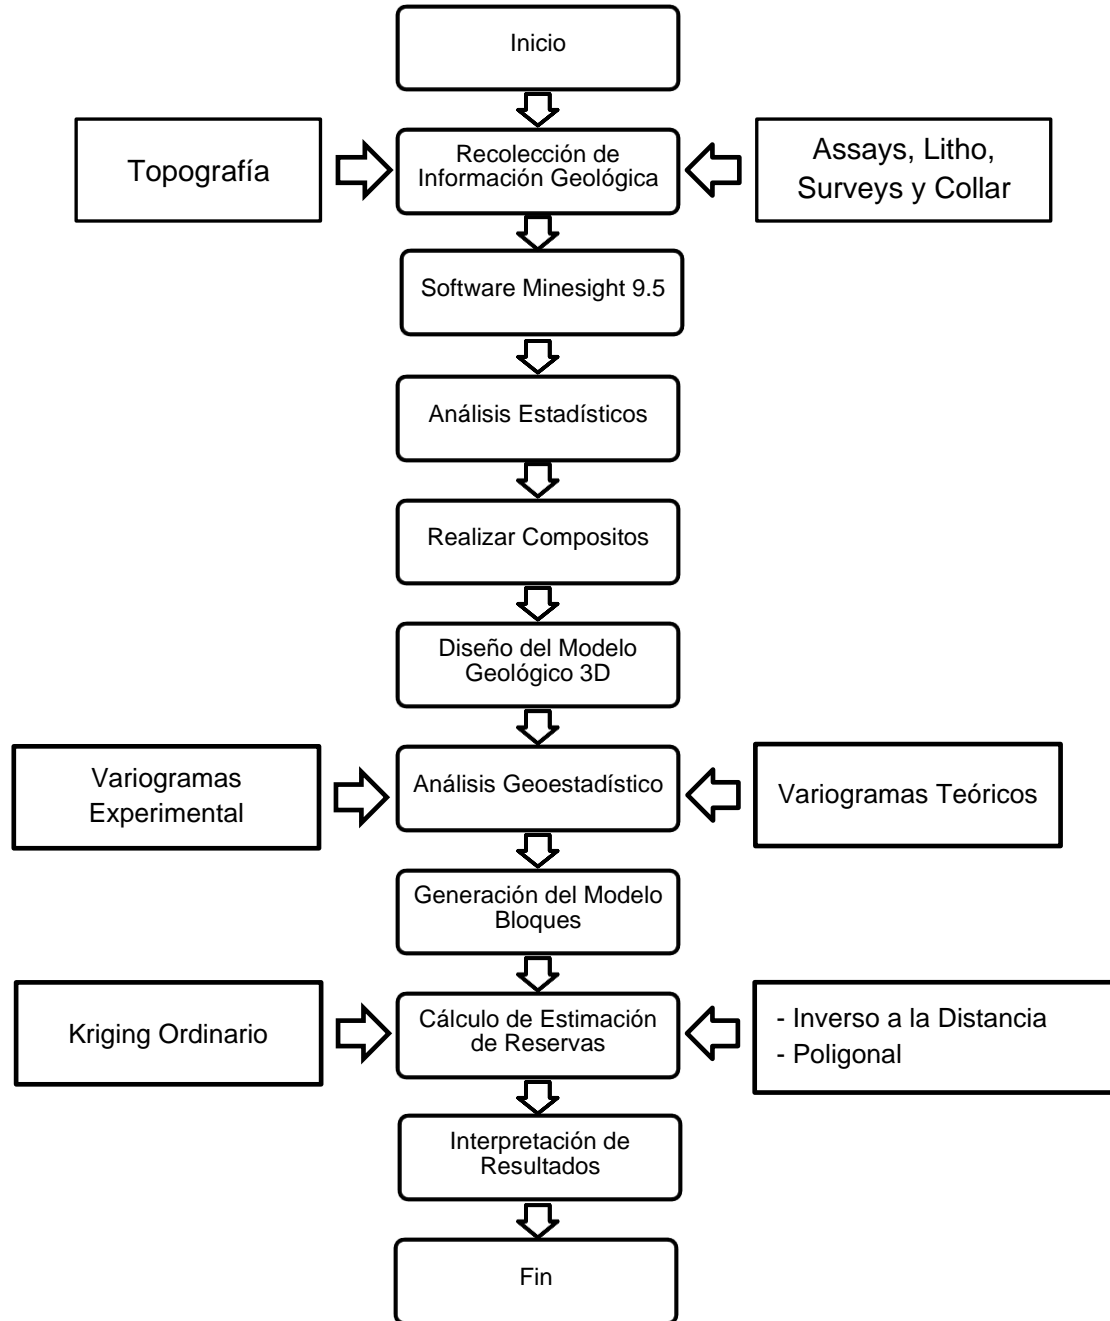 Inicio
Topografía
Recolección de
Información Geológica
Assays, Litho,
Surveys y Collar
Software Minesight 9.5
Análisis Estadísticos
Realizar Compositos
Diseño del Modelo
Geológico 3D
Variogramas
Experimental
Análisis Geoestadístico
Variogramas Teóricos
Generación del Modelo
Bloques
Kriging Ordinario
Cálculo de Estimación
de Reservas
- Inverso a la Distancia
- Poligonal
Interpretación de
Resultados
Fin